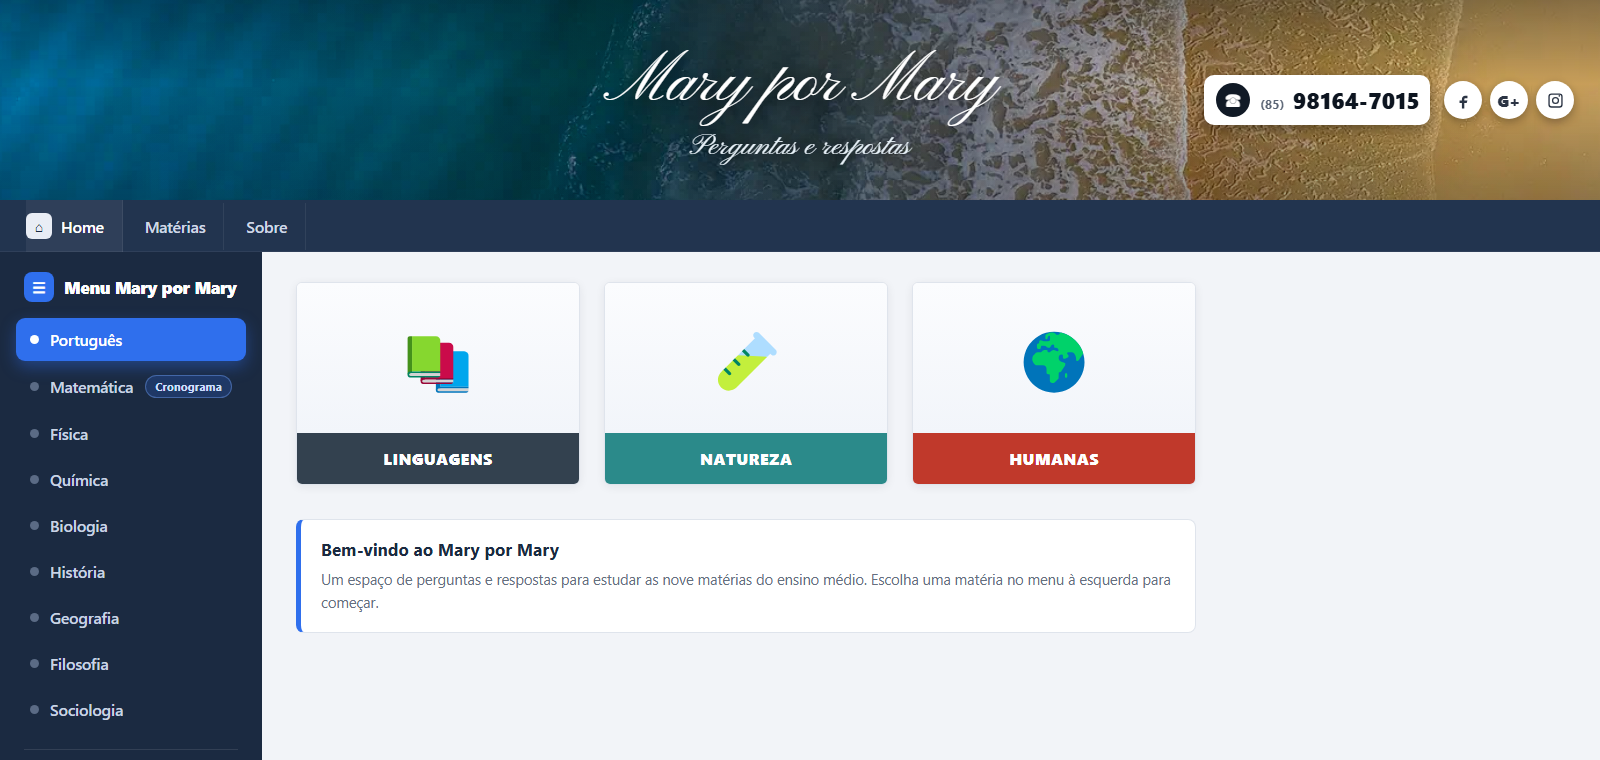 Mary por Mary
Perguntas e respostas
(85) 98164-7015
G+
Home
Matérias
Sobre
Menu Mary por Mary
Português
Matemática Cronograma
Física
Química
Biologia
História
Geografia
Filosofia
Sociologia
LINGUAGENS
NATUREZA
HUMANAS
Bem-vindo ao Mary por Mary
Um espaço de perguntas e respostas para estudar as nove matérias do ensino médio. Escolha uma matéria no menu à esquerda para
começar.